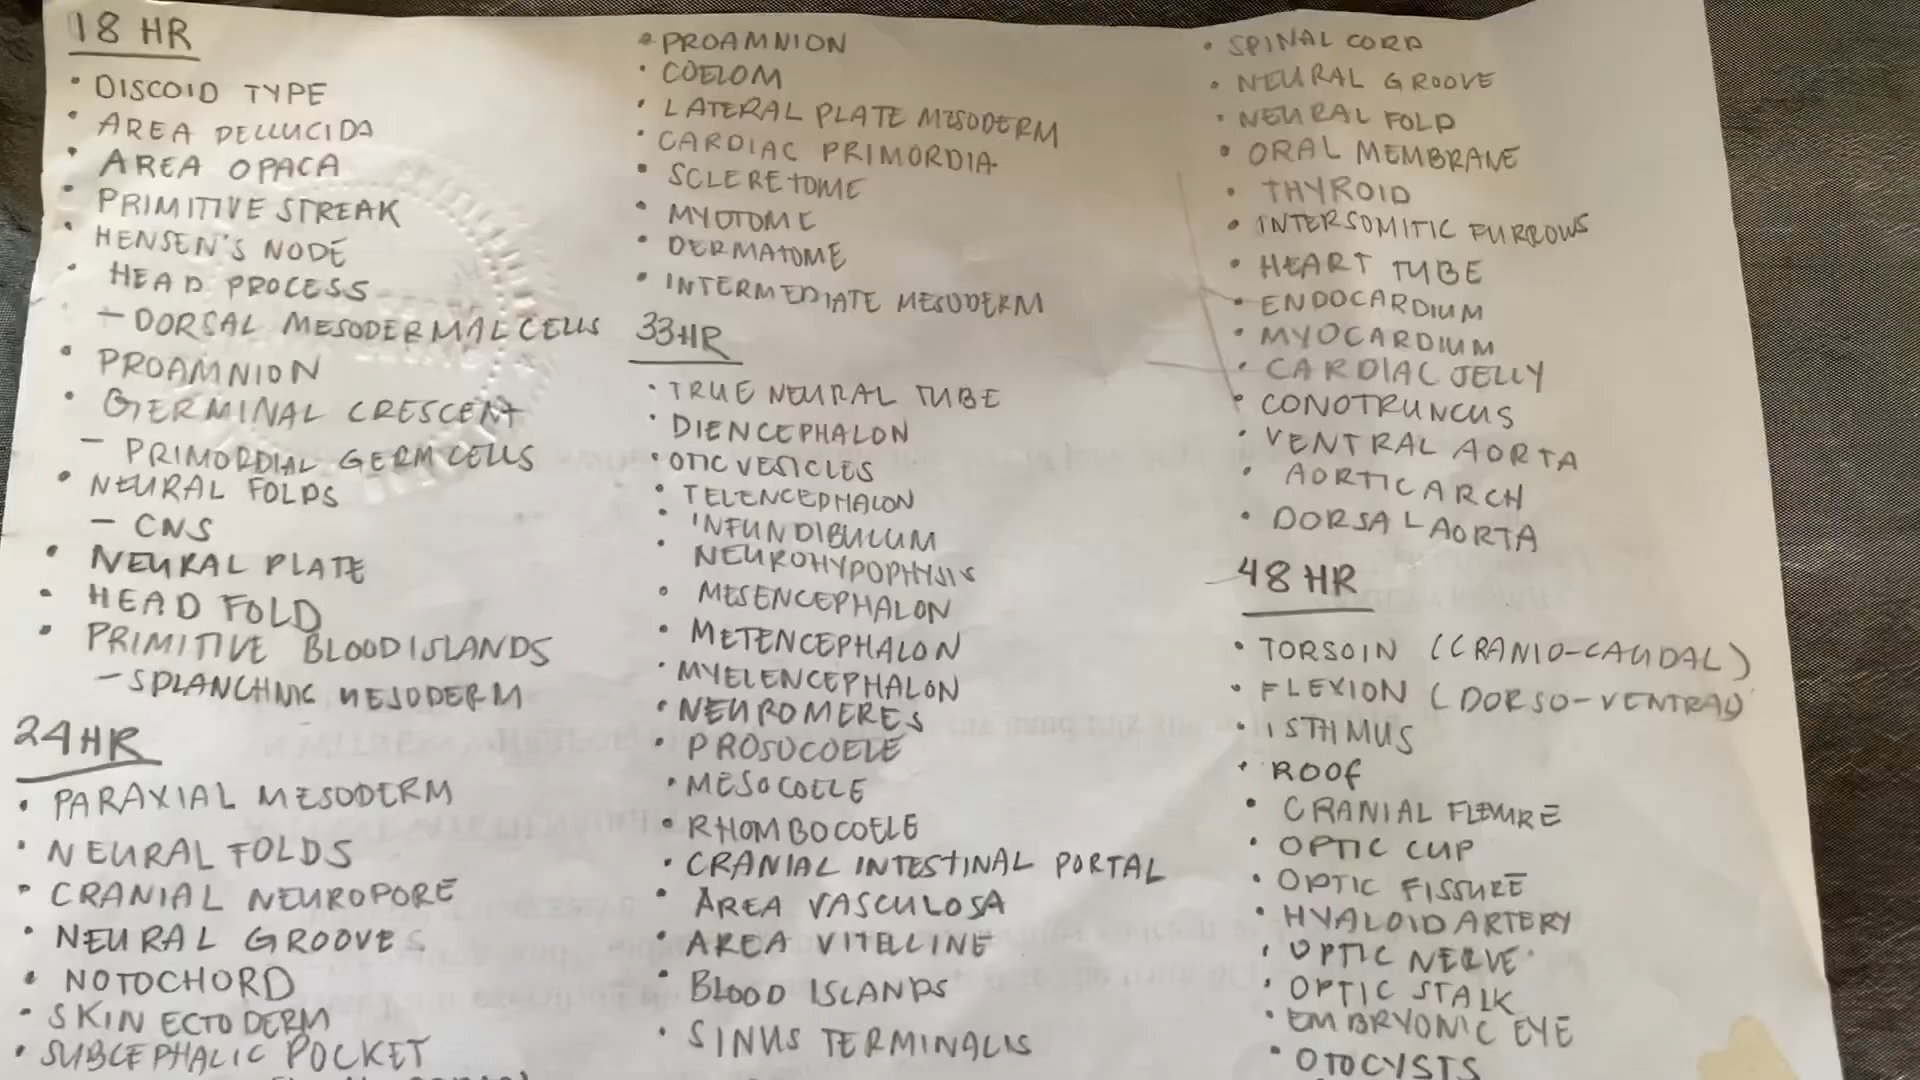 18 HR
• DISCOID TYPE
• AREA PELLUCIDA
• AREA OPACA
• PRIMITIVE STREAK
• HENSEN'S NODE
• HEAD PROCESS
– DORSAL MESODERMAL CELLS
• PROAMNION
• GERMINAL CRESCENT
– PRIMORDIAL GERM CELLS
• NEURAL FOLDS
– CNS
• NEURAL PLATE
• HEAD FOLD
• PRIMITIVE BLOOD ISLANDS
– SPLANCHNIC MESODERM
24HR
• PARAXIAL MESODERM
• NEURAL FOLDS
• CRANIAL NEUROPORE
• NEURAL GROOVES
• NOTOCHORD
• SKIN ECTODERM
• SUBCEPHALIC POCKET
• PROAMNION
• COELOM
• LATERAL PLATE MESODERM
• CARDIAC PRIMORDIA
• SCLERETOME
• MYOTOME
• DERMATOME
• INTERMEDIATE MESODERM
33HR
• TRUE NEURAL TUBE
• DIENCEPHALON
• OTIC VESICLES
• TELENCEPHALON
• INFUNDIBULUM
• NEUROHYPOPHYSIS
• MESENCEPHALON
• METENCEPHALON
• MYELENCEPHALON
• NEUROMERES
• PROSOCOELE
• MESOCOELE
• RHOMBOCOELE
• CRANIAL INTESTINAL PORTAL
• AREA VASCULOSA
• AREA VITELLINE
• BLOOD ISLANDS
• SINUS TERMINALIS
• SPINAL CORD
• NEURAL GROOVE
• NEURAL FOLD
• ORAL MEMBRANE
• THYROID
• INTERSOMITIC FURROWS
• HEART TUBE
• ENDOCARDIUM
• MYOCARDIUM
• CARDIAC JELLY
• CONOTRUNCUS
• VENTRAL AORTA
• AORTIC ARCH
• DORSAL AORTA
48 HR
• TORSOIN (CRANIO-CAUDAL)
• FLEXION (DORSO-VENTRAL)
• ISTHMUS
• ROOF
• CRANIAL FLEXURE
• OPTIC CUP
• OPTIC FISSURE
• HYALOID ARTERY
• OPTIC NERVE
• OPTIC STALK
• EMBRYONIC EYE
• OTOCYSTS